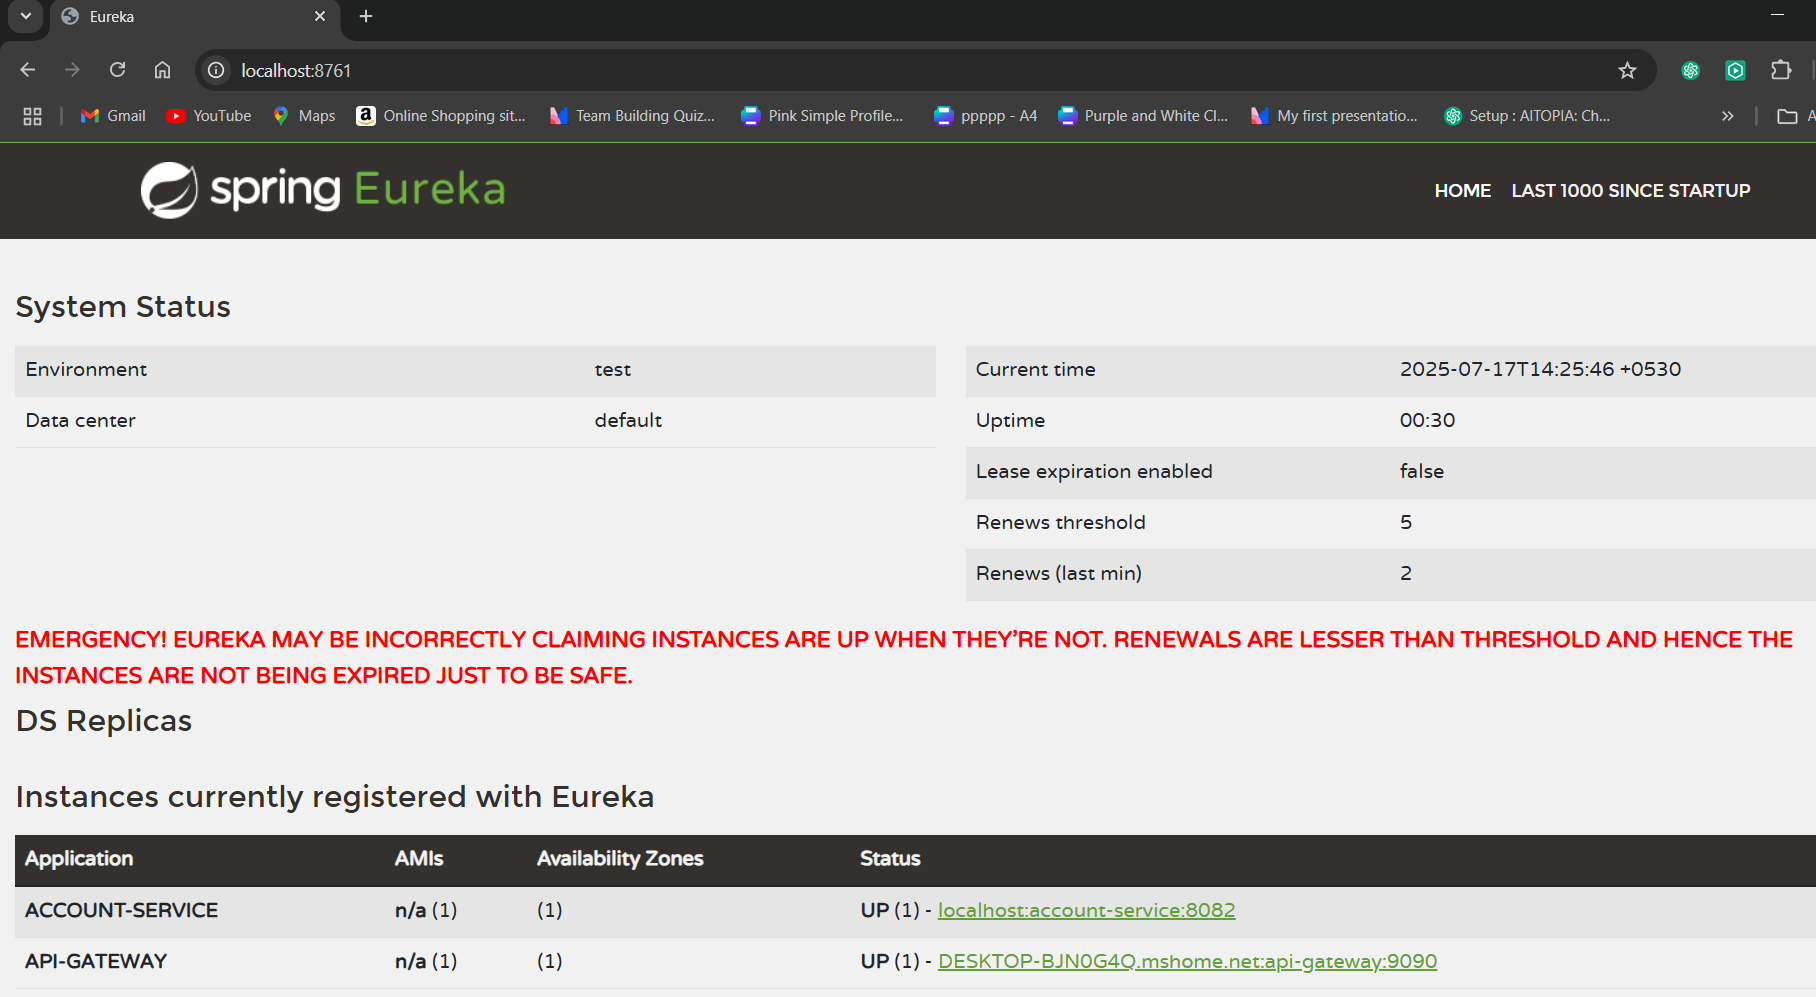 Eureka
localhost:8761
Gmail YouTube Maps Online Shopping sit... Team Building Quiz... Pink Simple Profile... ppppp - A4 Purple and White Cl... My first presentatio... Setup : AITOPIA: Ch...
spring Eureka
HOME LAST 1000 SINCE STARTUP
System Status
Environment test
Data center default
Current time 2025-07-17T14:25:46 +0530
Uptime 00:30
Lease expiration enabled false
Renews threshold 5
Renews (last min) 2
EMERGENCY! EUREKA MAY BE INCORRECTLY CLAIMING INSTANCES ARE UP WHEN THEY'RE NOT. RENEWALS ARE LESSER THAN THRESHOLD AND HENCE THE
INSTANCES ARE NOT BEING EXPIRED JUST TO BE SAFE.
DS Replicas
Instances currently registered with Eureka
Application AMIs Availability Zones Status
ACCOUNT-SERVICE n/a (1) (1) UP (1) - localhost:account-service:8082
API-GATEWAY n/a (1) (1) UP (1) - DESKTOP-BJN0G4Q.mshome.net:api-gateway:9090